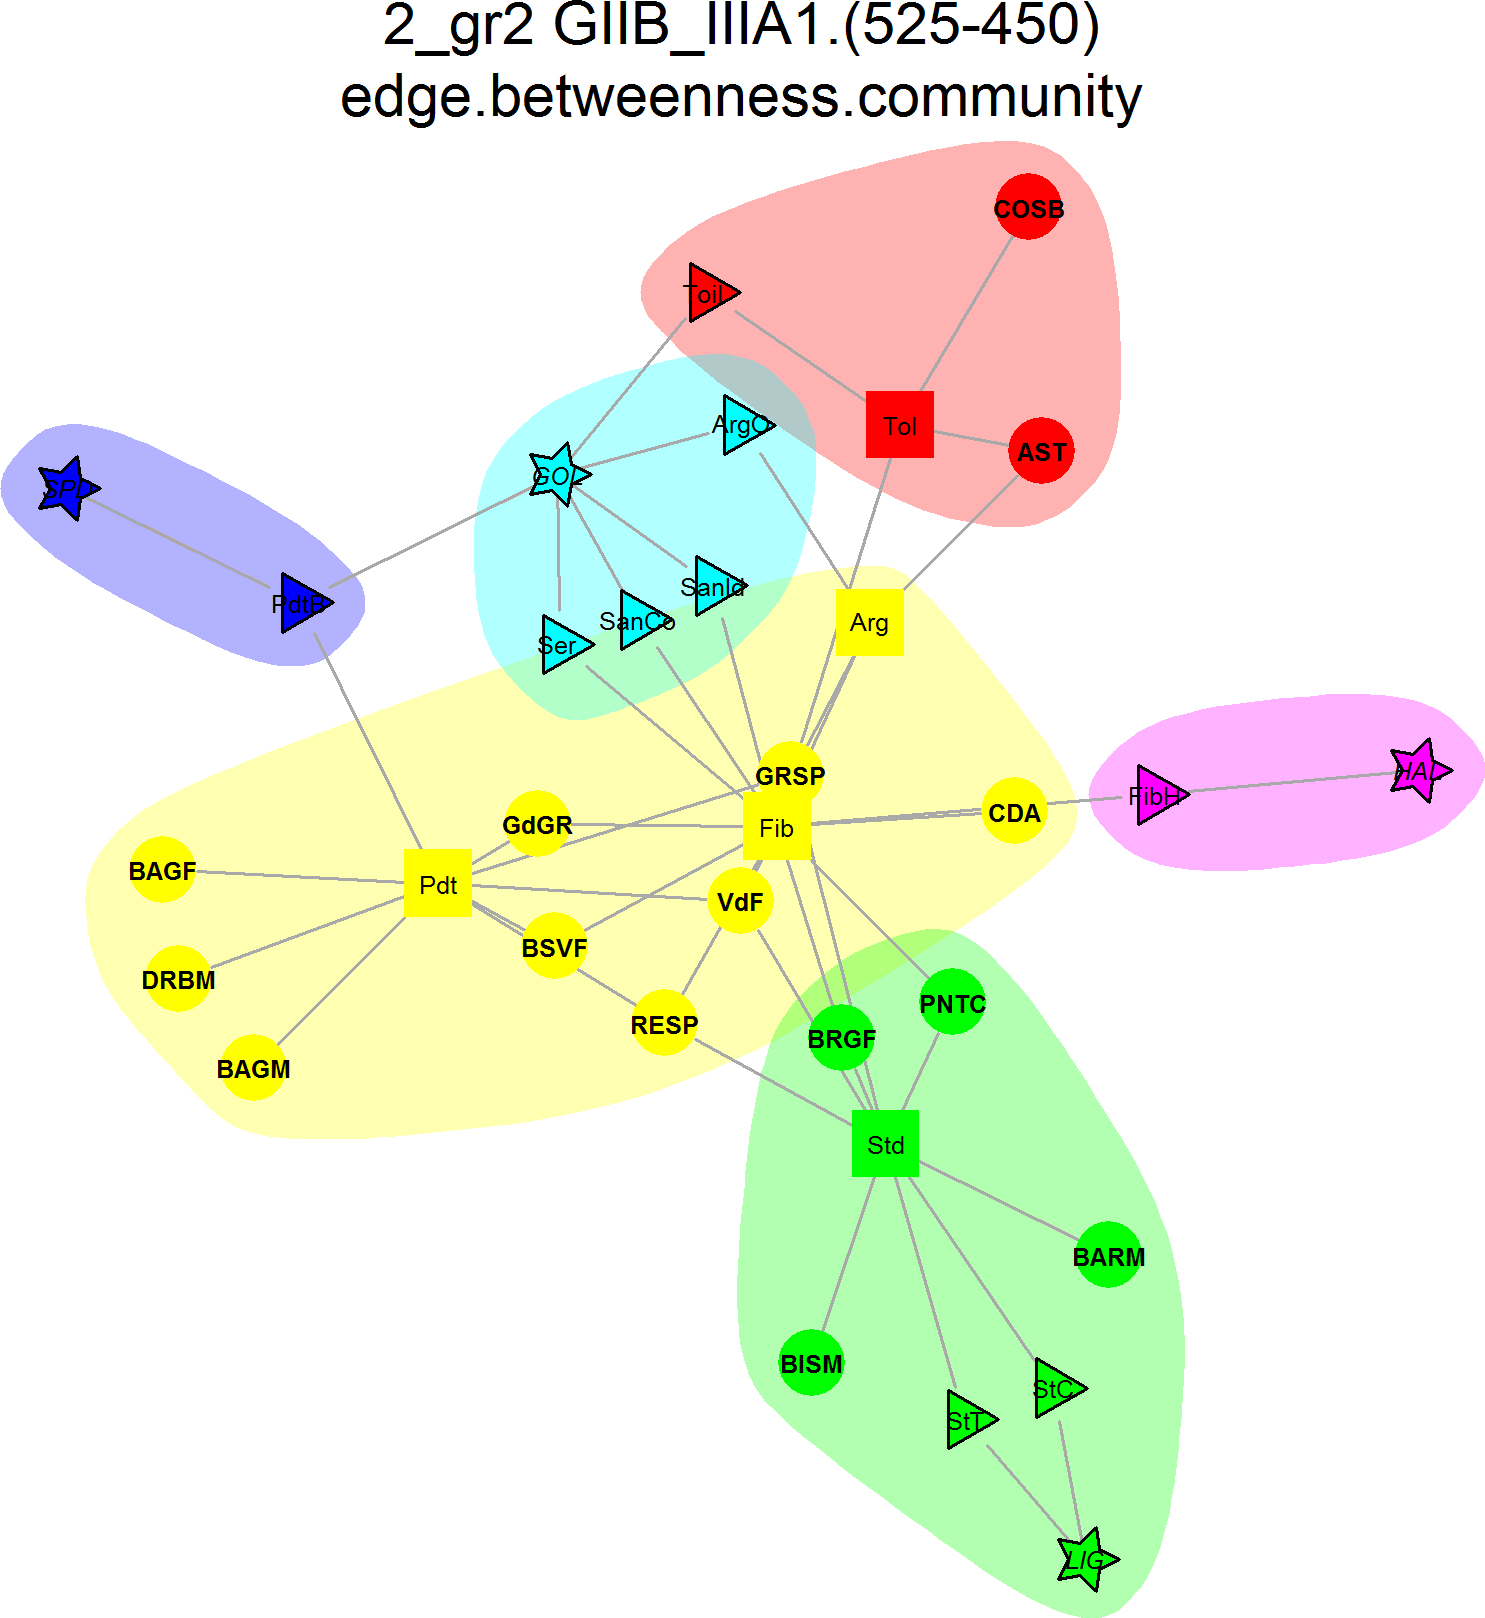 2_gr2 GIIB_IIIA1.(525-450)
edge.betweenness.community
COSB
Toil
ArgO
Tol
AST
GOL
SPL
SanId
PdtB
SanCo
Arg
Ser
GRSP
HAL
FibH
CDA
GdGR
Fib
BAGF
Pdt
VdF
BSVF
DRBM
PNTC
RESP
BRGF
BAGM
Std
BARM
BISM
StC
StT
LIG